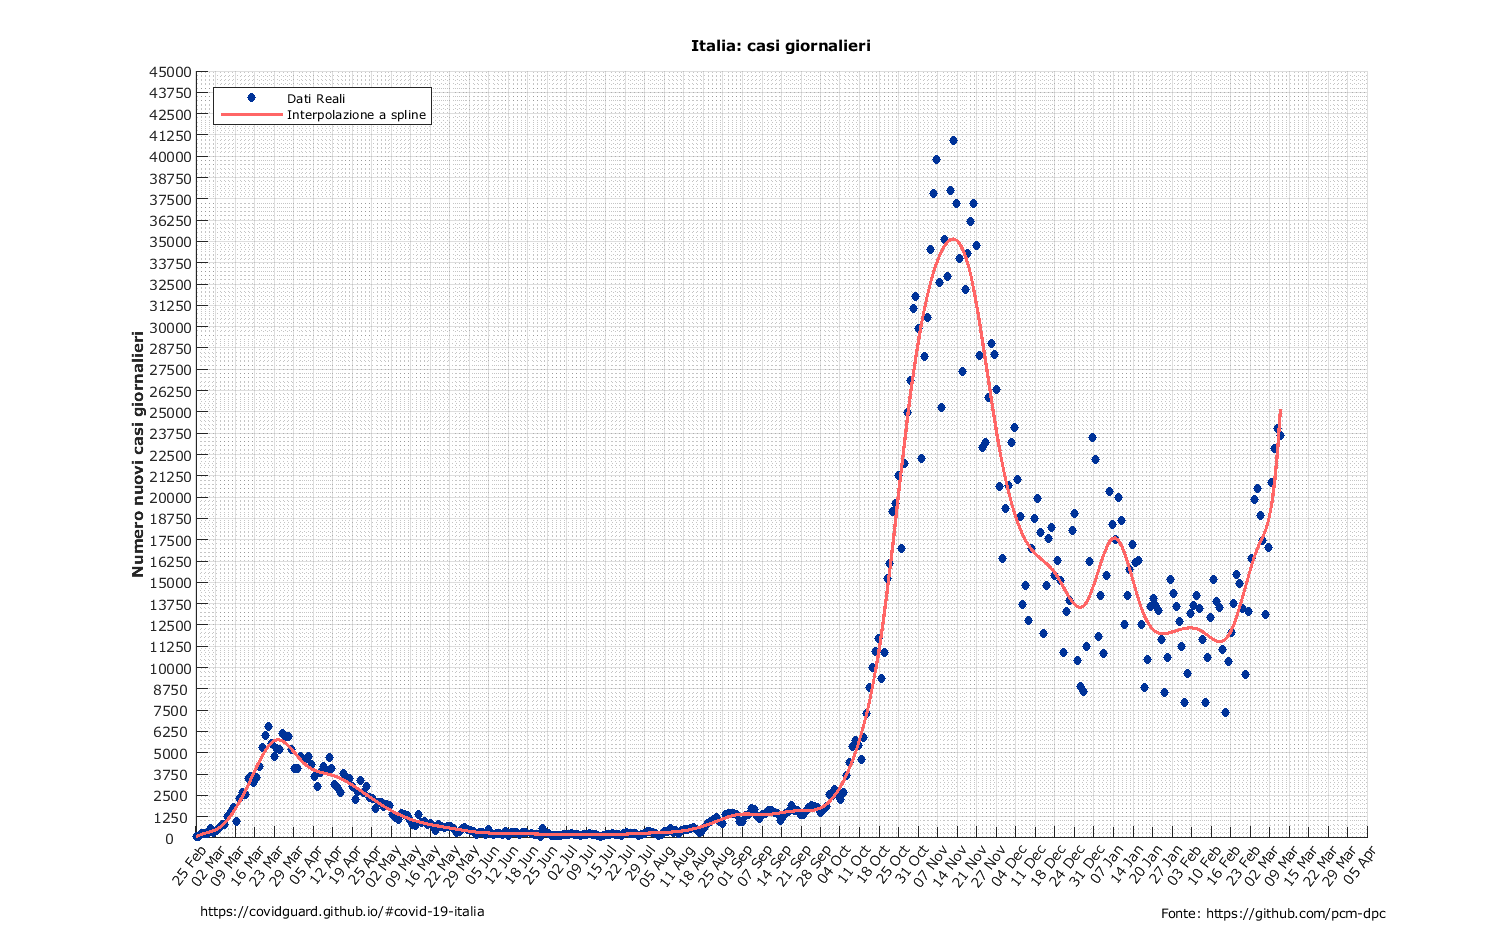 Italia: casi giornalieri
Dati Reali
Interpolazione a spline
Numero nuovi casi giornalieri
45000
43750
42500
41250
40000
38750
37500
36250
35000
33750
32500
31250
30000
28750
27500
26250
25000
23750
22500
21250
20000
18750
17500
16250
15000
13750
12500
11250
10000
8750
7500
6250
5000
3750
2500
1250
0
25 Feb
02 Mar
09 Mar
16 Mar
23 Mar
29 Mar
05 Apr
12 Apr
19 Apr
25 Apr
02 May
09 May
16 May
22 May
29 May
05 Jun
12 Jun
18 Jun
25 Jun
02 Jul
09 Jul
15 Jul
22 Jul
29 Jul
05 Aug
11 Aug
18 Aug
25 Aug
01 Sep
07 Sep
14 Sep
21 Sep
28 Sep
04 Oct
11 Oct
18 Oct
25 Oct
31 Oct
07 Nov
14 Nov
21 Nov
27 Nov
04 Dec
11 Dec
18 Dec
24 Dec
31 Dec
07 Jan
14 Jan
20 Jan
27 Jan
03 Feb
10 Feb
16 Feb
23 Feb
02 Mar
09 Mar
15 Mar
22 Mar
29 Mar
05 Apr
https://covidguard.github.io/#covid-19-italia
Fonte: https://github.com/pcm-dpc